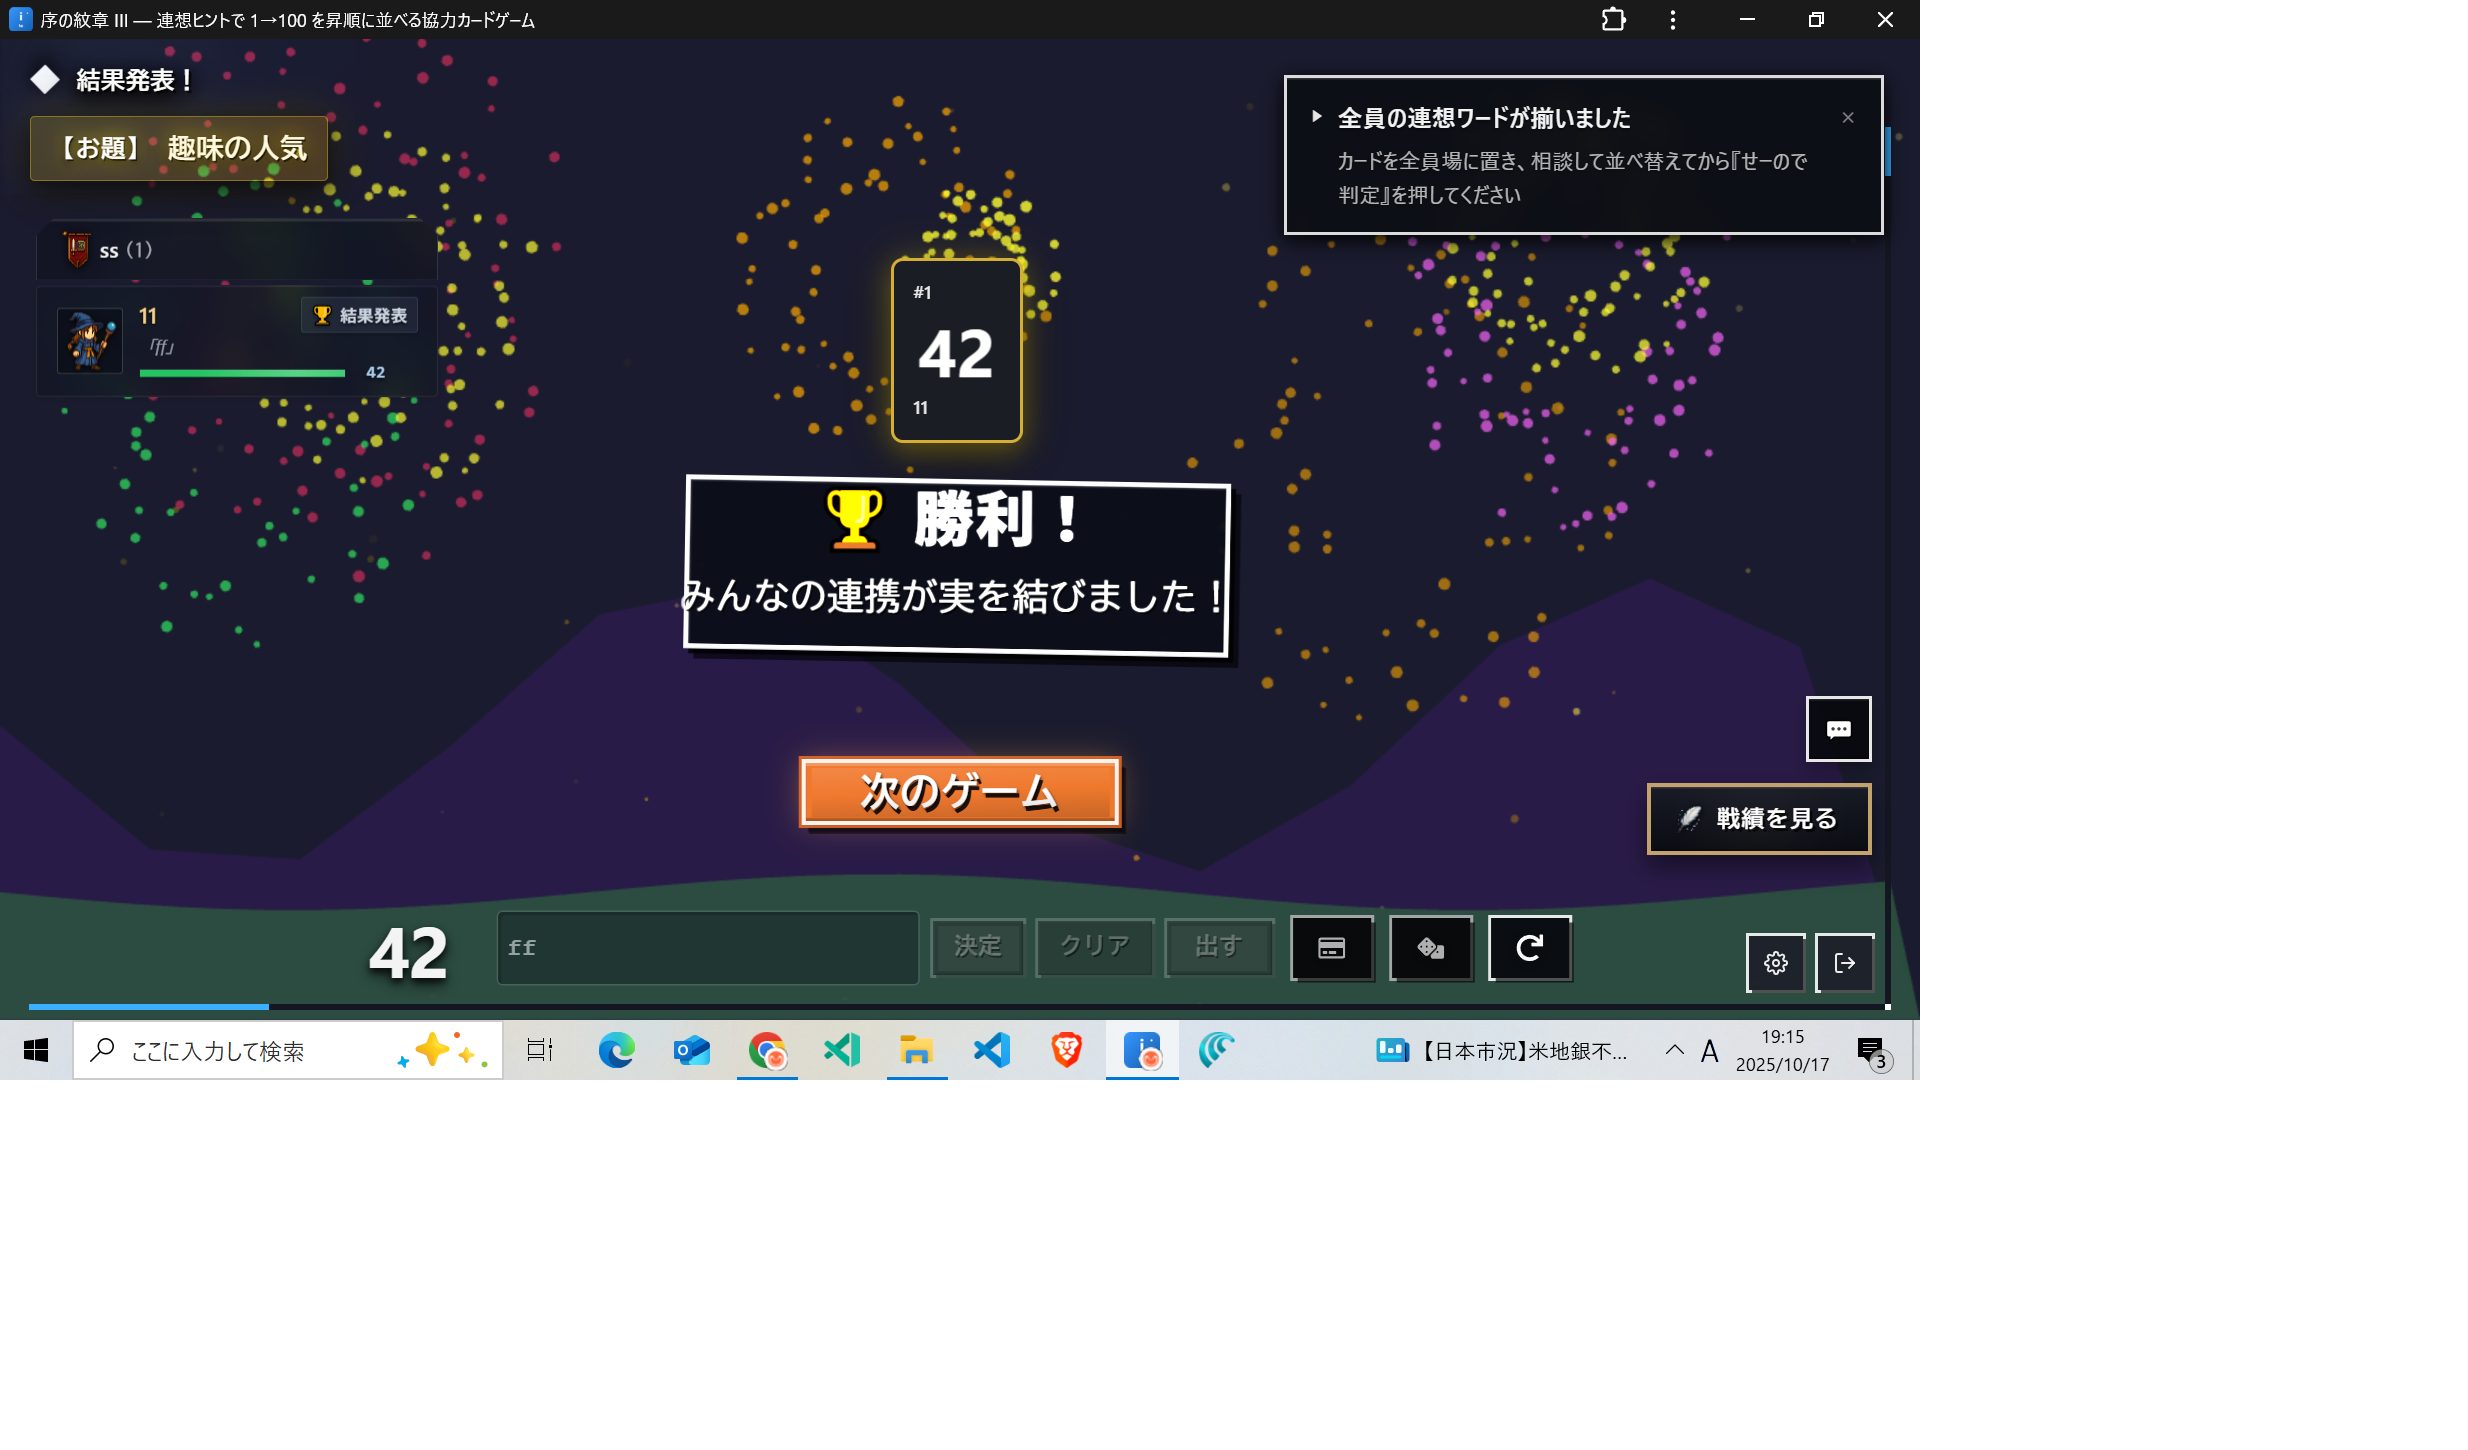 序の紋章 III — 連想ヒントで 1→100 を昇順に並べる協力カードゲーム
結果発表！
【お題】 趣味の人気
ss (1)
11
結果発表
「ff」
42
全員の連想ワードが揃いました
カードを全員場に置き、相談して並べ替えてから『せーので
判定』を押してください
#1
42
11
勝利！
みんなの連携が実を結びました！
次のゲーム
戦績を見る
42
ff
決定
クリア
出す
ここに入力して検索
【日本市況】米地銀不...
A
19:15
2025/10/17
3